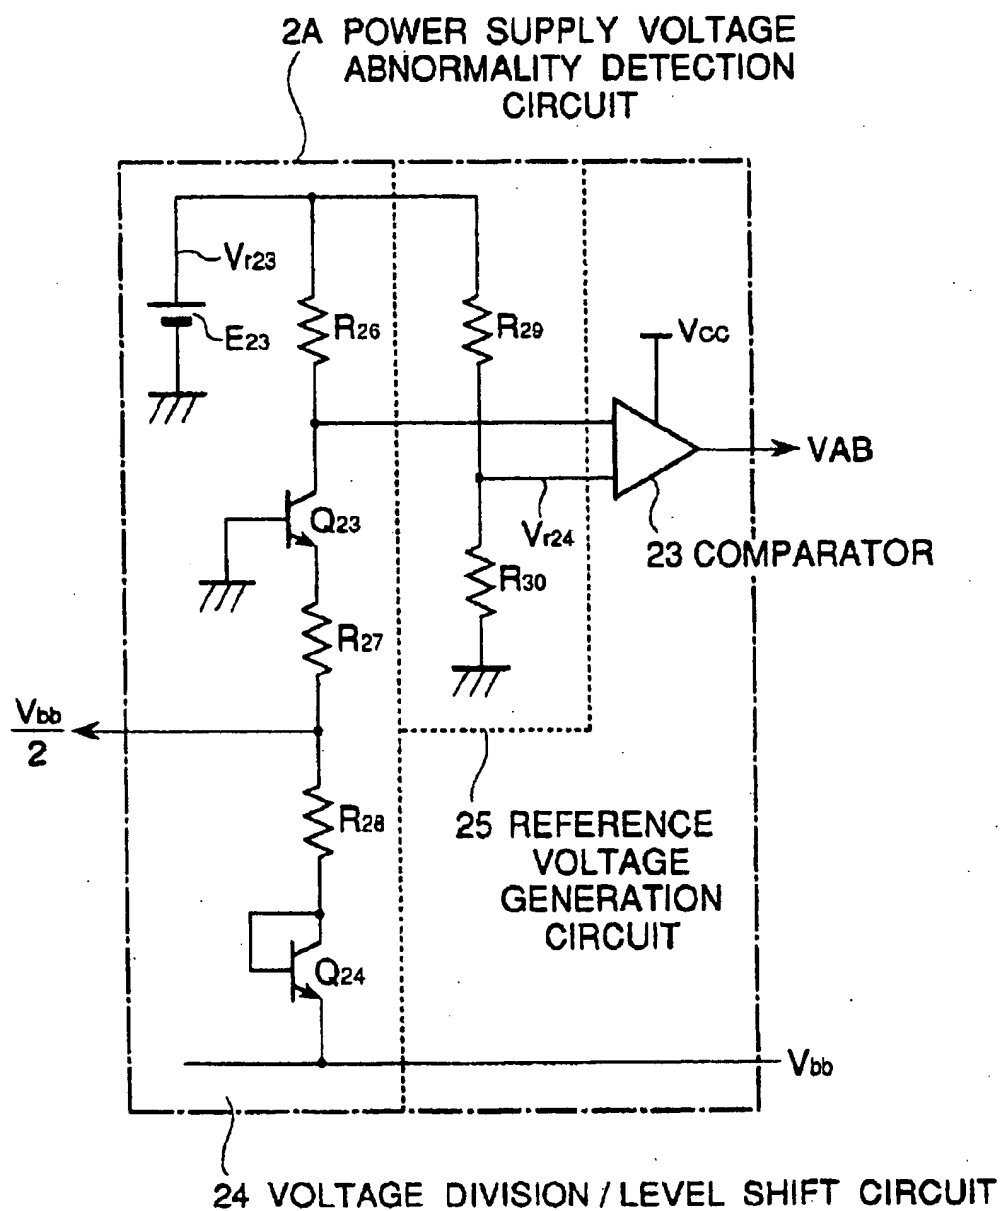 2A POWER SUPPLY VOLTAGE
ABNORMALITY DETECTION
CIRCUIT
Vr23
E23
R26
R29
Vcc
VAB
Q23
Vr24
23 COMPARATOR
R30
R27
Vbb
2
R28
25 REFERENCE
VOLTAGE
GENERATION
CIRCUIT
Q24
Vbb
24 VOLTAGE DIVISION / LEVEL SHIFT CIRCUIT